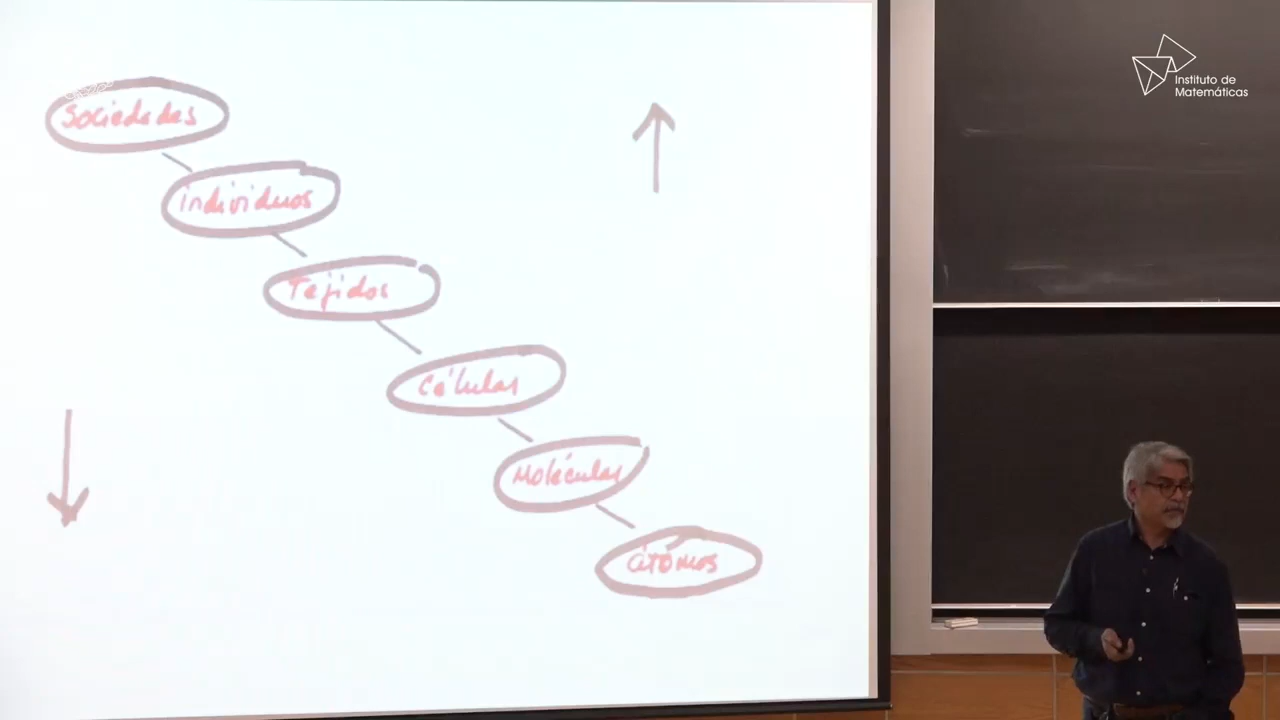 Sociedades
individuos
Tejidos
Células
Moléculas
átomos
Instituto de
Matemáticas